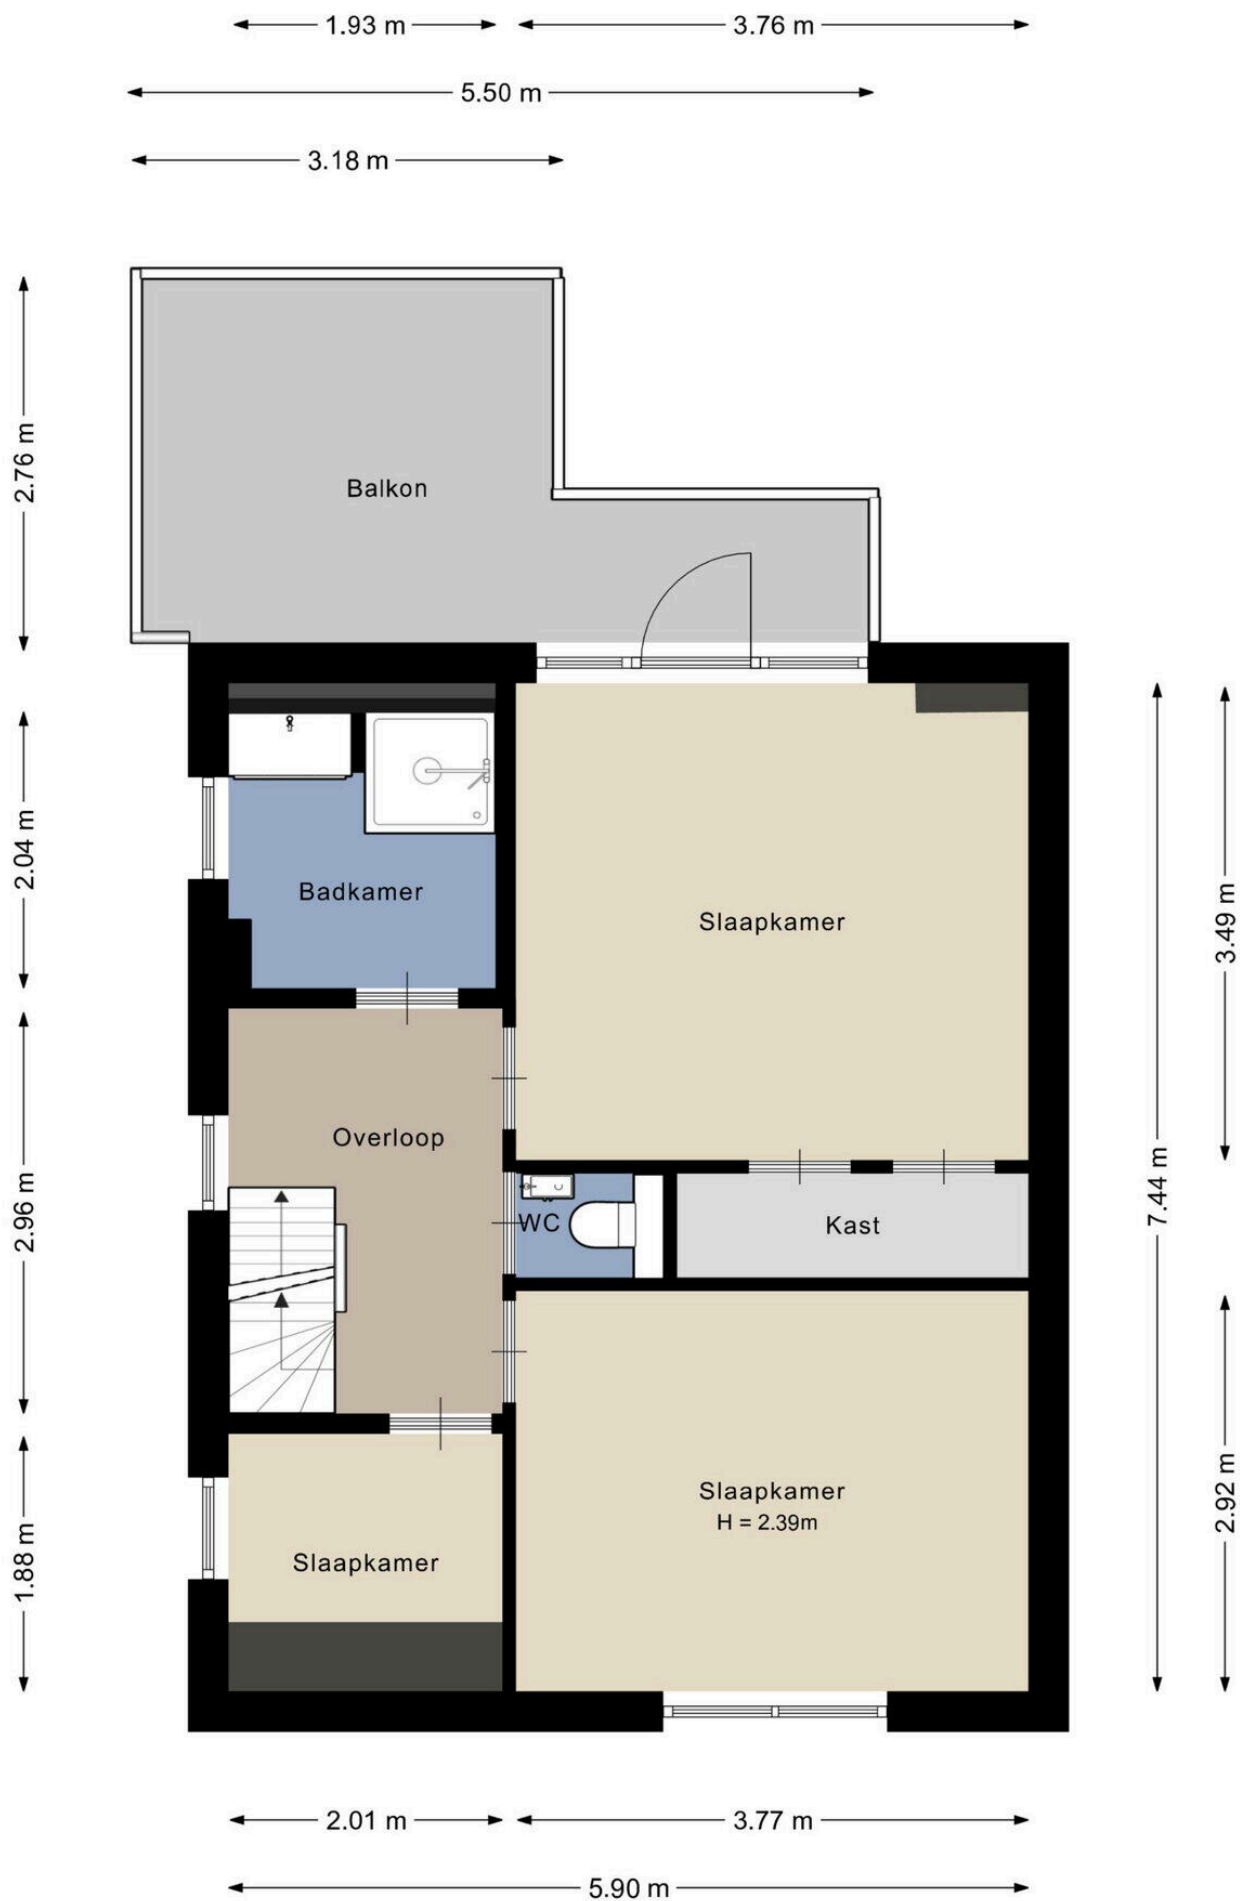 1.93 m
3.76 m
5.50 m
3.18 m
2.76 m
Balkon
2.04 m
Badkamer
Slaapkamer
3.49 m
Overloop
7.44 m
2.96 m
WC
Kast
Slaapkamer
H = 2.39m
2.92 m
1.88 m
Slaapkamer
2.01 m
3.77 m
5.90 m